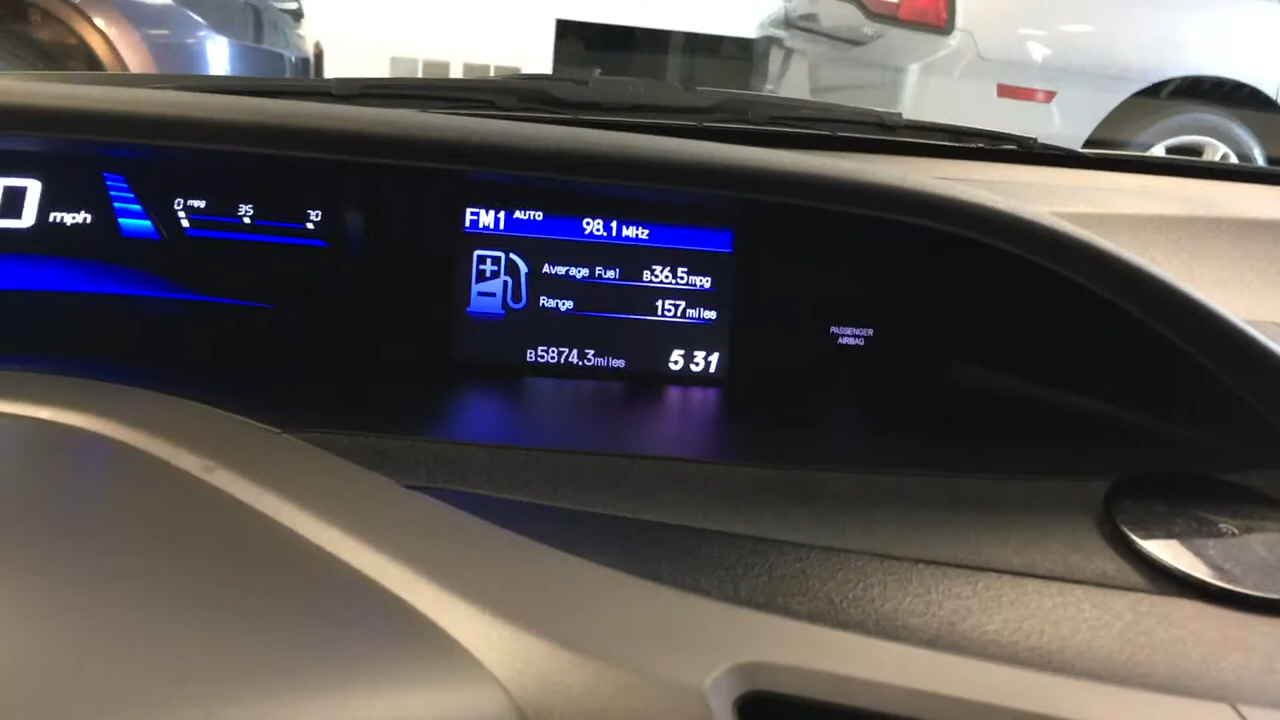 0 mph
0 mpg 35 70
FM1 AUTO 98.1 MHz
Average Fuel B36.5mpg
Range 157miles
B5874.3miles 5 31
PASSENGER
AIRBAG